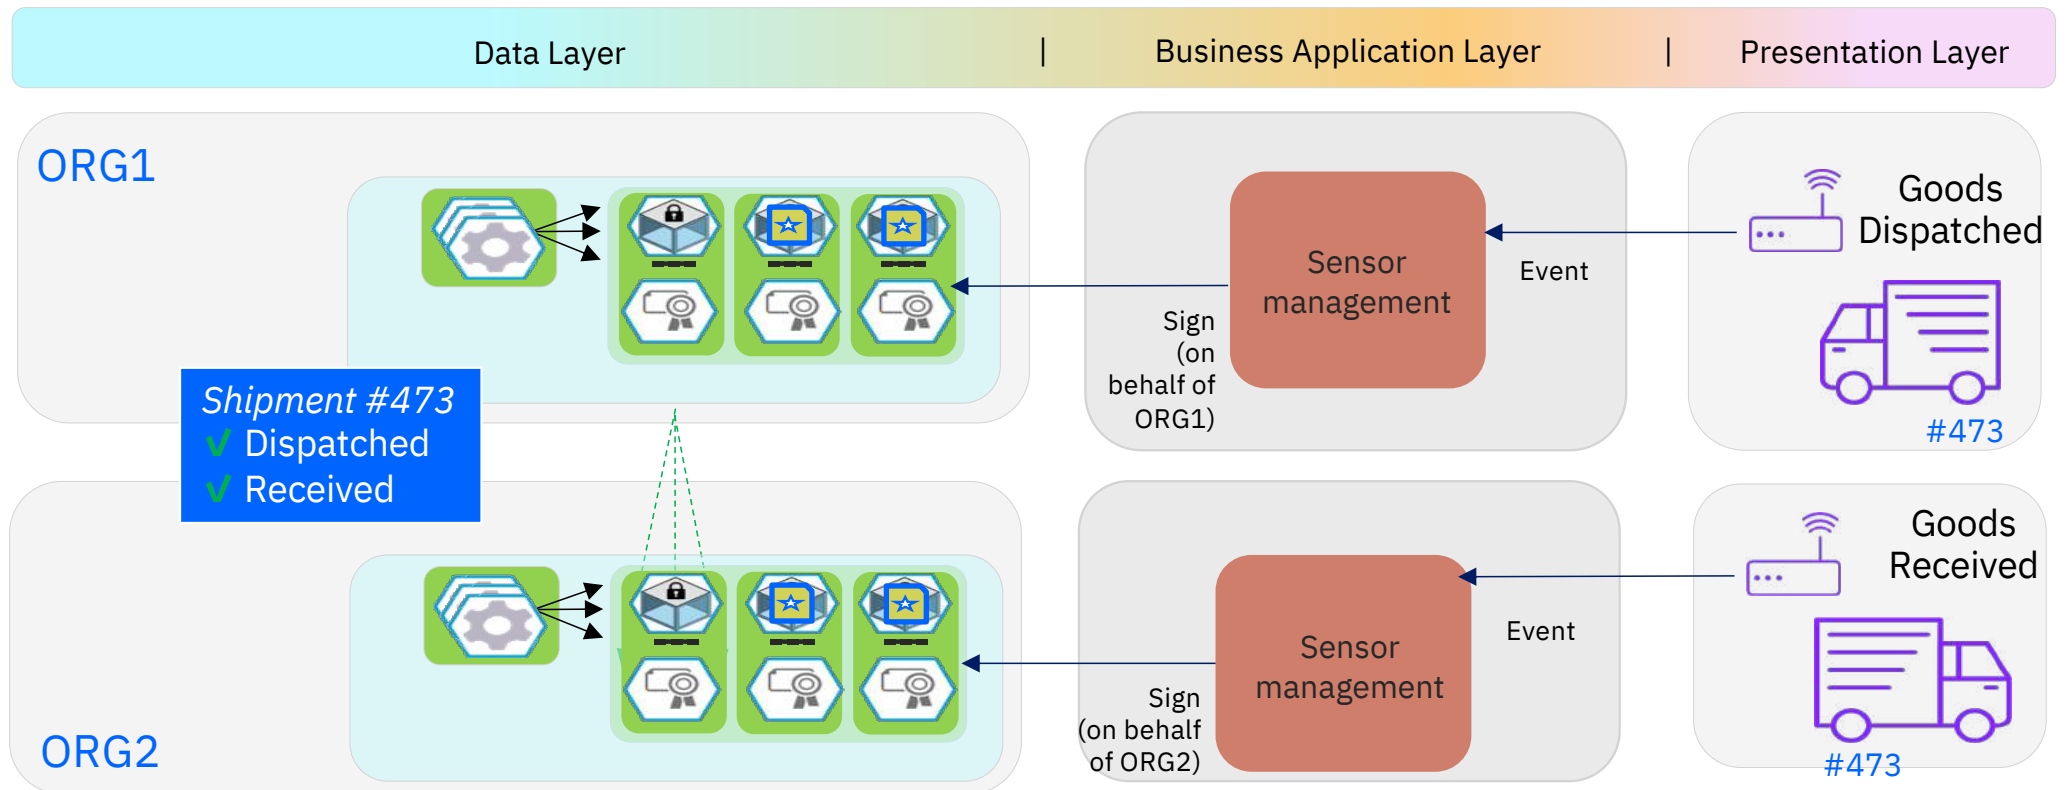 Data Layer | Business Application Layer | Presentation Layer
ORG1
Goods
Dispatched
Sensor
management
Event
Sign
(on
behalf of
ORG1)
#473
Shipment #473
✓ Dispatched
✓ Received
Goods
Received
Sensor
management
Event
Sign
(on behalf
of ORG2)
ORG2
#473